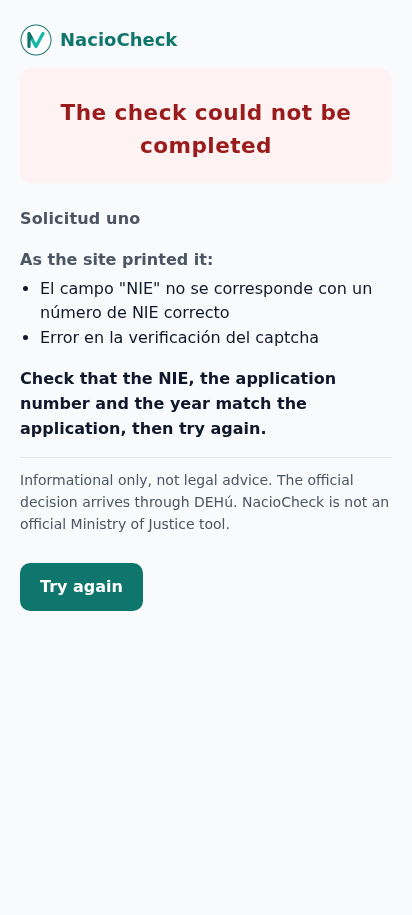 NacioCheck
The check could not be
completed
Solicitud uno
As the site printed it:
• El campo "NIE" no se corresponde con un
número de NIE correcto
• Error en la verificación del captcha
Check that the NIE, the application
number and the year match the
application, then try again.
Informational only, not legal advice. The official
decision arrives through DEHú. NacioCheck is not an
official Ministry of Justice tool.
Try again